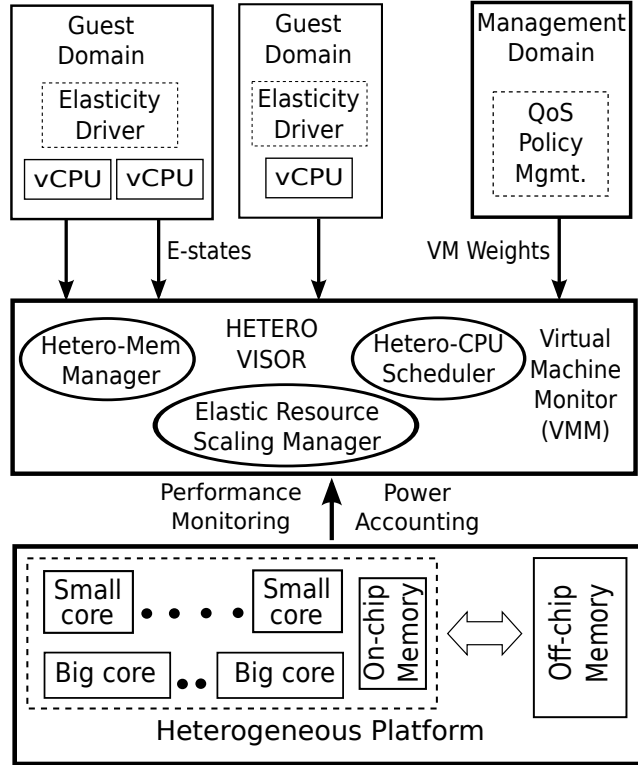 Guest
Domain
Elasticity
Driver
vCPU
vCPU
Guest
Domain
Elasticity
Driver
vCPU
Management
Domain
QoS
Policy
Mgmt.
E-states
VM Weights
Hetero-Mem
Manager
HETERO
VISOR
Hetero-CPU
Scheduler
Elastic Resource
Scaling Manager
Virtual
Machine
Monitor
(VMM)
Performance
Monitoring
Power
Accounting
Small
core
Small
core
Big core
Big core
On-chip
Memory
Off-chip
Memory
Heterogeneous Platform